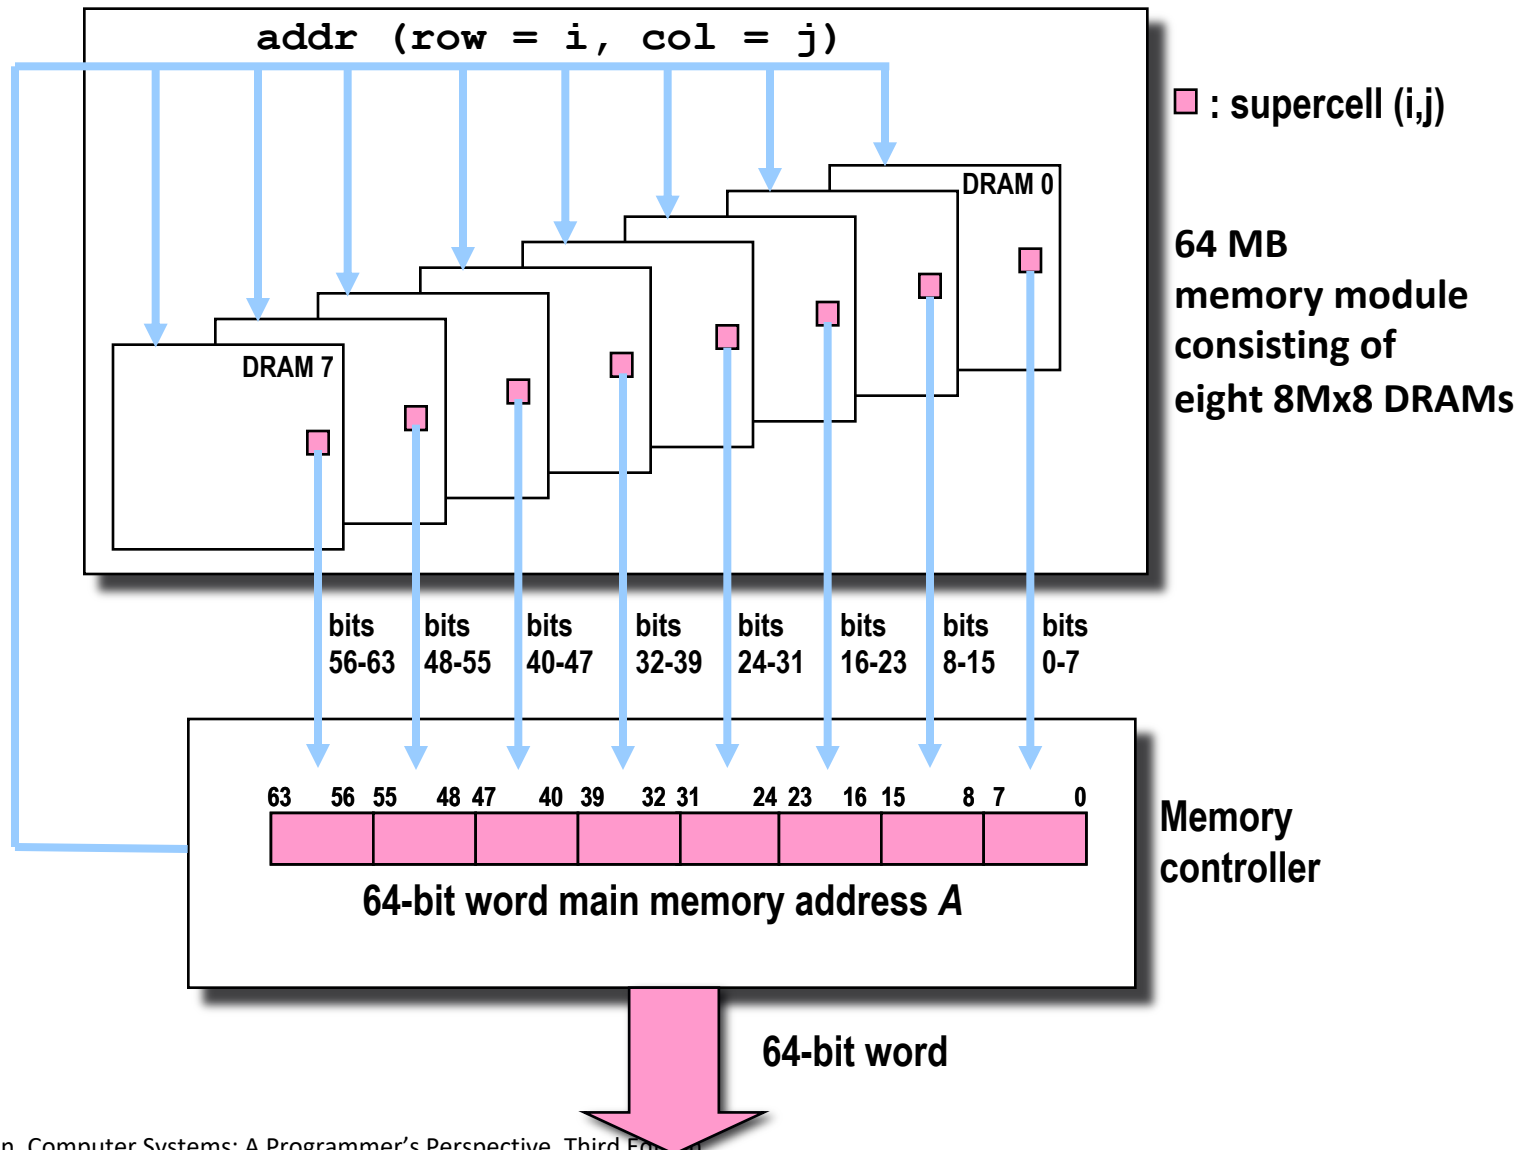 addr (row = i, col = j)
: supercell (i,j)
DRAM 0
64 MB
memory module
consisting of
eight 8Mx8 DRAMs
DRAM 7
bits
56-63
bits
48-55
bits
40-47
bits
32-39
bits
24-31
bits
16-23
bits
8-15
bits
0-7
63 56 55 48 47 40 39 32 31 24 23 16 15 8 7 0
Memory
controller
64-bit word main memory address A
64-bit word
Computer Systems: A Programmer's Perspective, Third